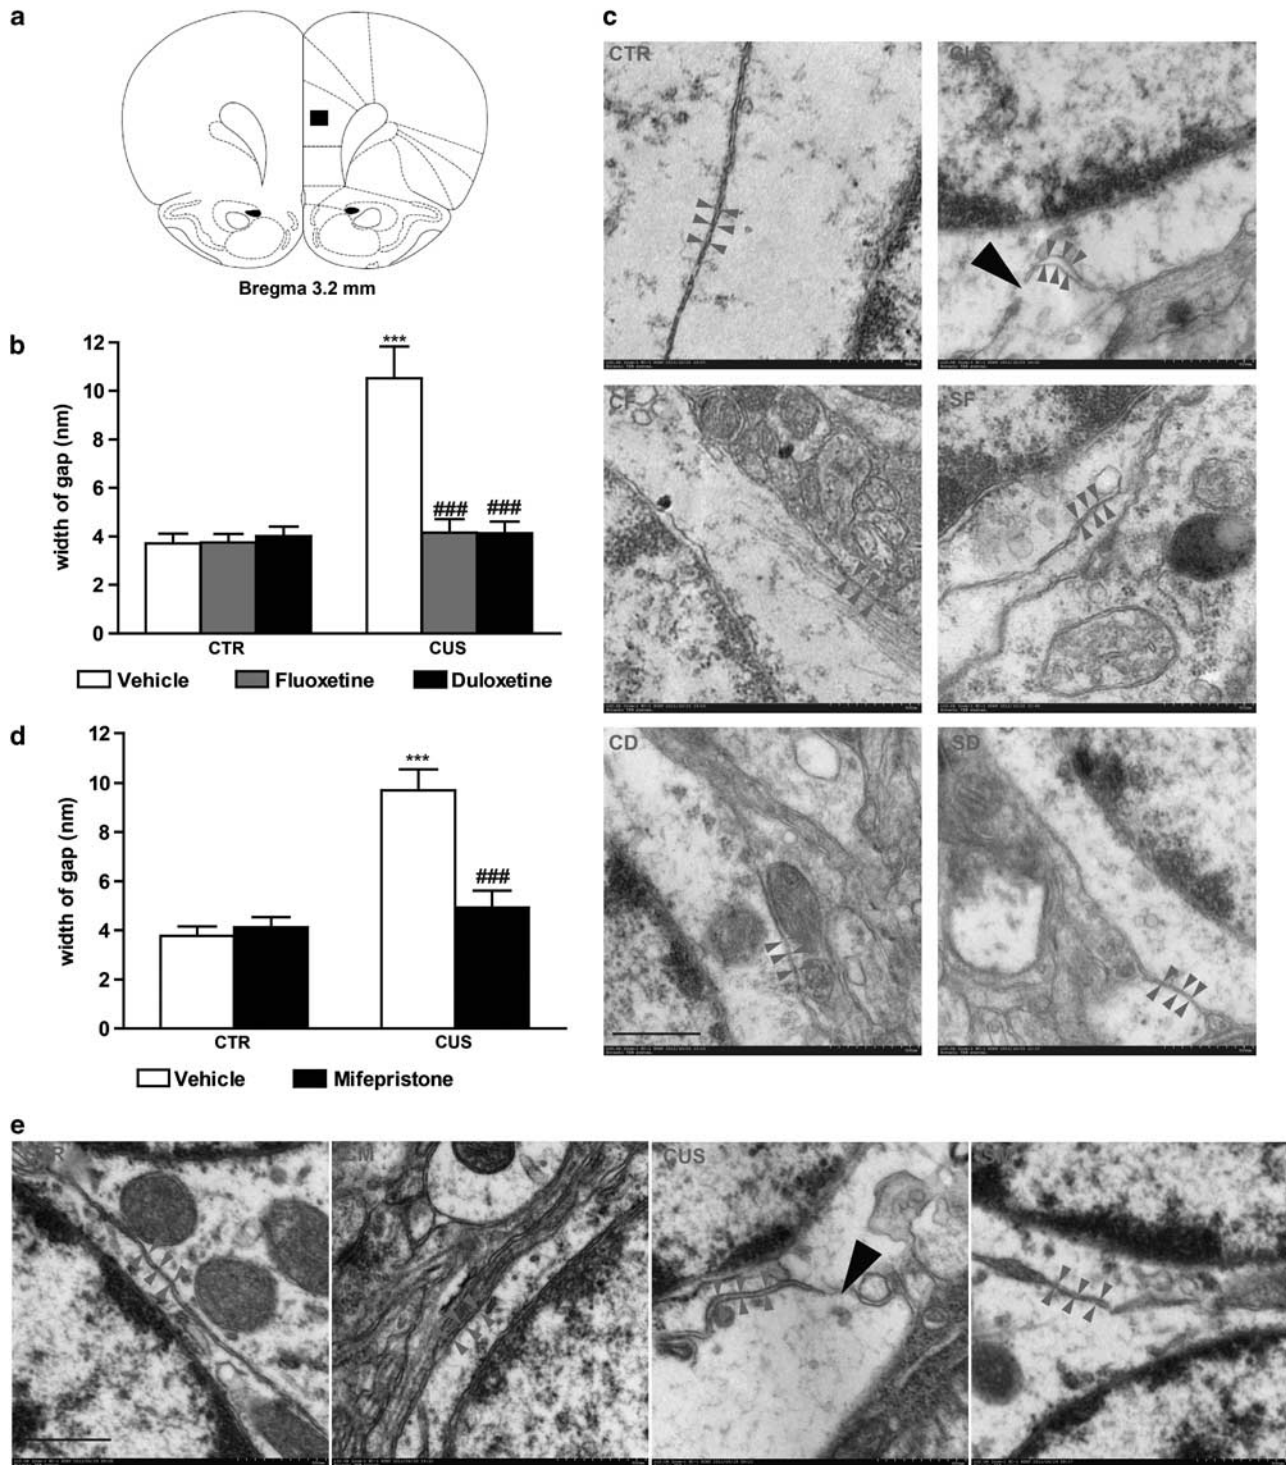 a
Bregma 3.2 mm
b
12
10
8
6
4
2
0
width of gap (nm)
***
###
###
CTR
CUS
Vehicle
Fluoxetine
Duloxetine
d
12
10
8
6
4
2
0
width of gap (nm)
***
###
CTR
CUS
Vehicle
Mifepristone
c
CTR
CUS
CF
SF
CD
SD
e
CUS